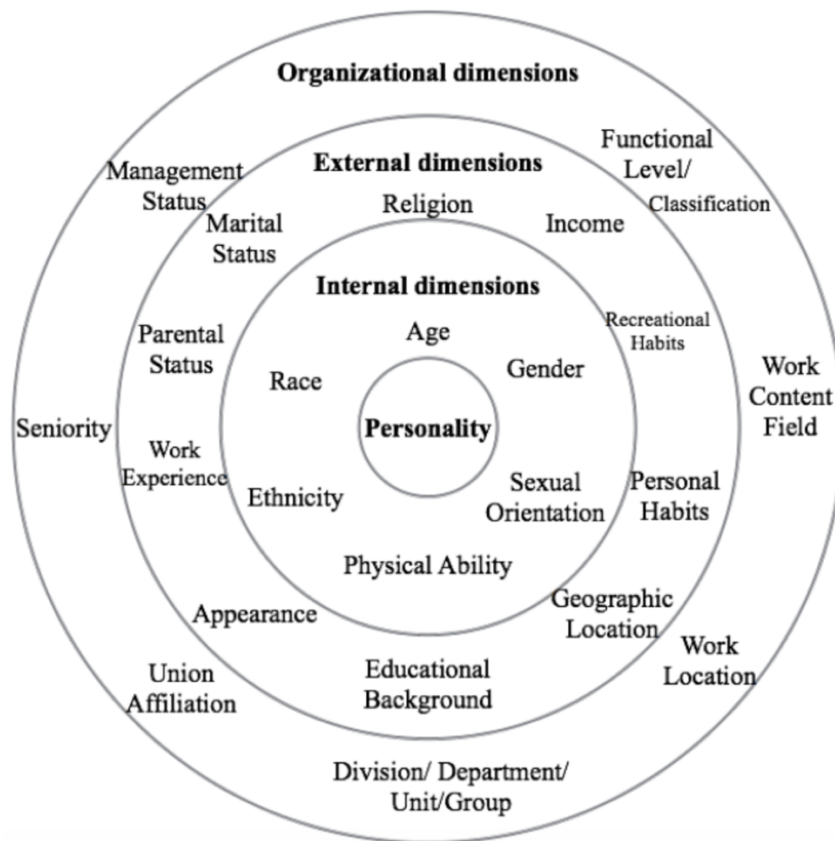 Organizational dimensions
Functional
Level/
Classification
Management
Status
External dimensions
Religion
Marital
Status
Income
Internal dimensions
Age
Recreational
Habits
Parental
Status
Gender
Race
Work
Content
Field
Personality
Seniority
Work
Experience
Ethnicity
Sexual
Orientation
Personal
Habits
Physical Ability
Appearance
Geographic
Location
Work
Location
Union
Affiliation
Educational
Background
Division/ Department/
Unit/Group